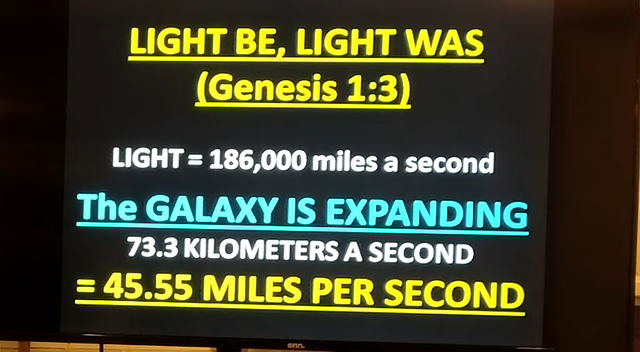 LIGHT BE, LIGHT WAS
(Genesis 1:3)
LIGHT = 186,000 miles a second
The GALAXY IS EXPANDING
73.3 KILOMETERS A SECOND
= 45.55 MILES PER SECOND
onn.